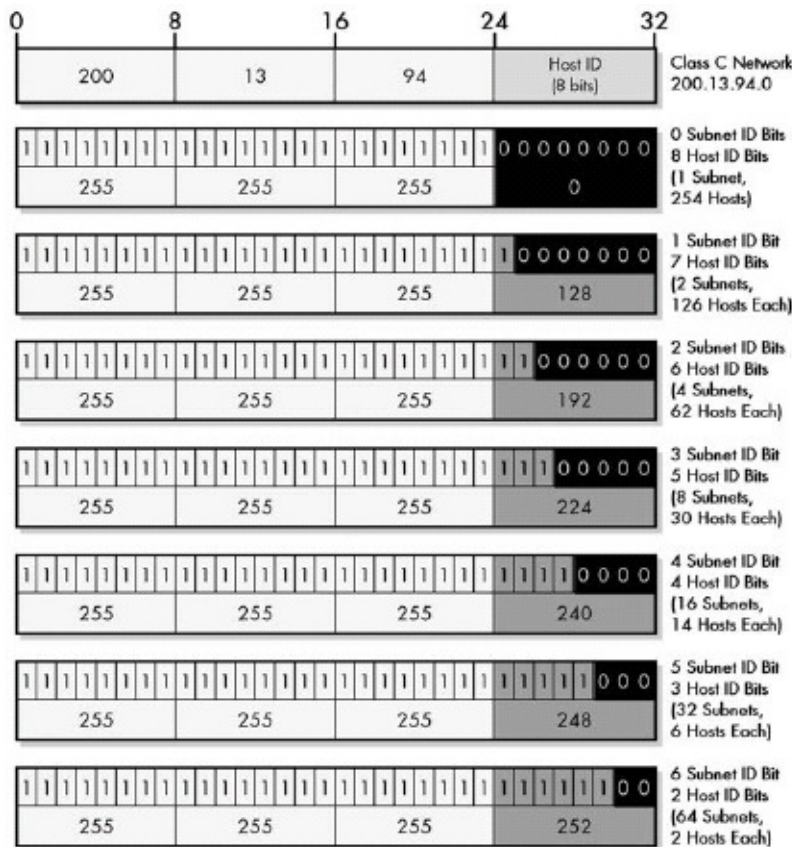 0 8 16 24 32
200 13 94 Host ID
(8 bits)
Class C Network
200.13.94.0
1 1 1 1 1 1 1 1 1 1 1 1 1 1 1 1 1 1 1 1 1 1 1 1 0 0 0 0 0 0 0 0
255 255 255 0
0 Subnet ID Bits
8 Host ID Bits
(1 Subnet,
254 Hosts)
1 1 1 1 1 1 1 1 1 1 1 1 1 1 1 1 1 1 1 1 1 1 1 1 1 0 0 0 0 0 0 0
255 255 255 128
1 Subnet ID Bit
7 Host ID Bits
(2 Subnets,
126 Hosts Each)
1 1 1 1 1 1 1 1 1 1 1 1 1 1 1 1 1 1 1 1 1 1 1 1 1 1 0 0 0 0 0 0
255 255 255 192
2 Subnet ID Bits
6 Host ID Bits
(4 Subnets,
62 Hosts Each)
1 1 1 1 1 1 1 1 1 1 1 1 1 1 1 1 1 1 1 1 1 1 1 1 1 1 1 0 0 0 0 0
255 255 255 224
3 Subnet ID Bit
5 Host ID Bits
(8 Subnets,
30 Hosts Each)
1 1 1 1 1 1 1 1 1 1 1 1 1 1 1 1 1 1 1 1 1 1 1 1 1 1 1 1 0 0 0 0
255 255 255 240
4 Subnet ID Bit
4 Host ID Bits
(16 Subnets,
14 Hosts Each)
1 1 1 1 1 1 1 1 1 1 1 1 1 1 1 1 1 1 1 1 1 1 1 1 1 1 1 1 1 0 0 0
255 255 255 248
5 Subnet ID Bit
3 Host ID Bits
(32 Subnets,
6 Hosts Each)
1 1 1 1 1 1 1 1 1 1 1 1 1 1 1 1 1 1 1 1 1 1 1 1 1 1 1 1 1 1 0 0
255 255 255 252
6 Subnet ID Bit
2 Host ID Bits
(64 Subnets,
2 Hosts Each)